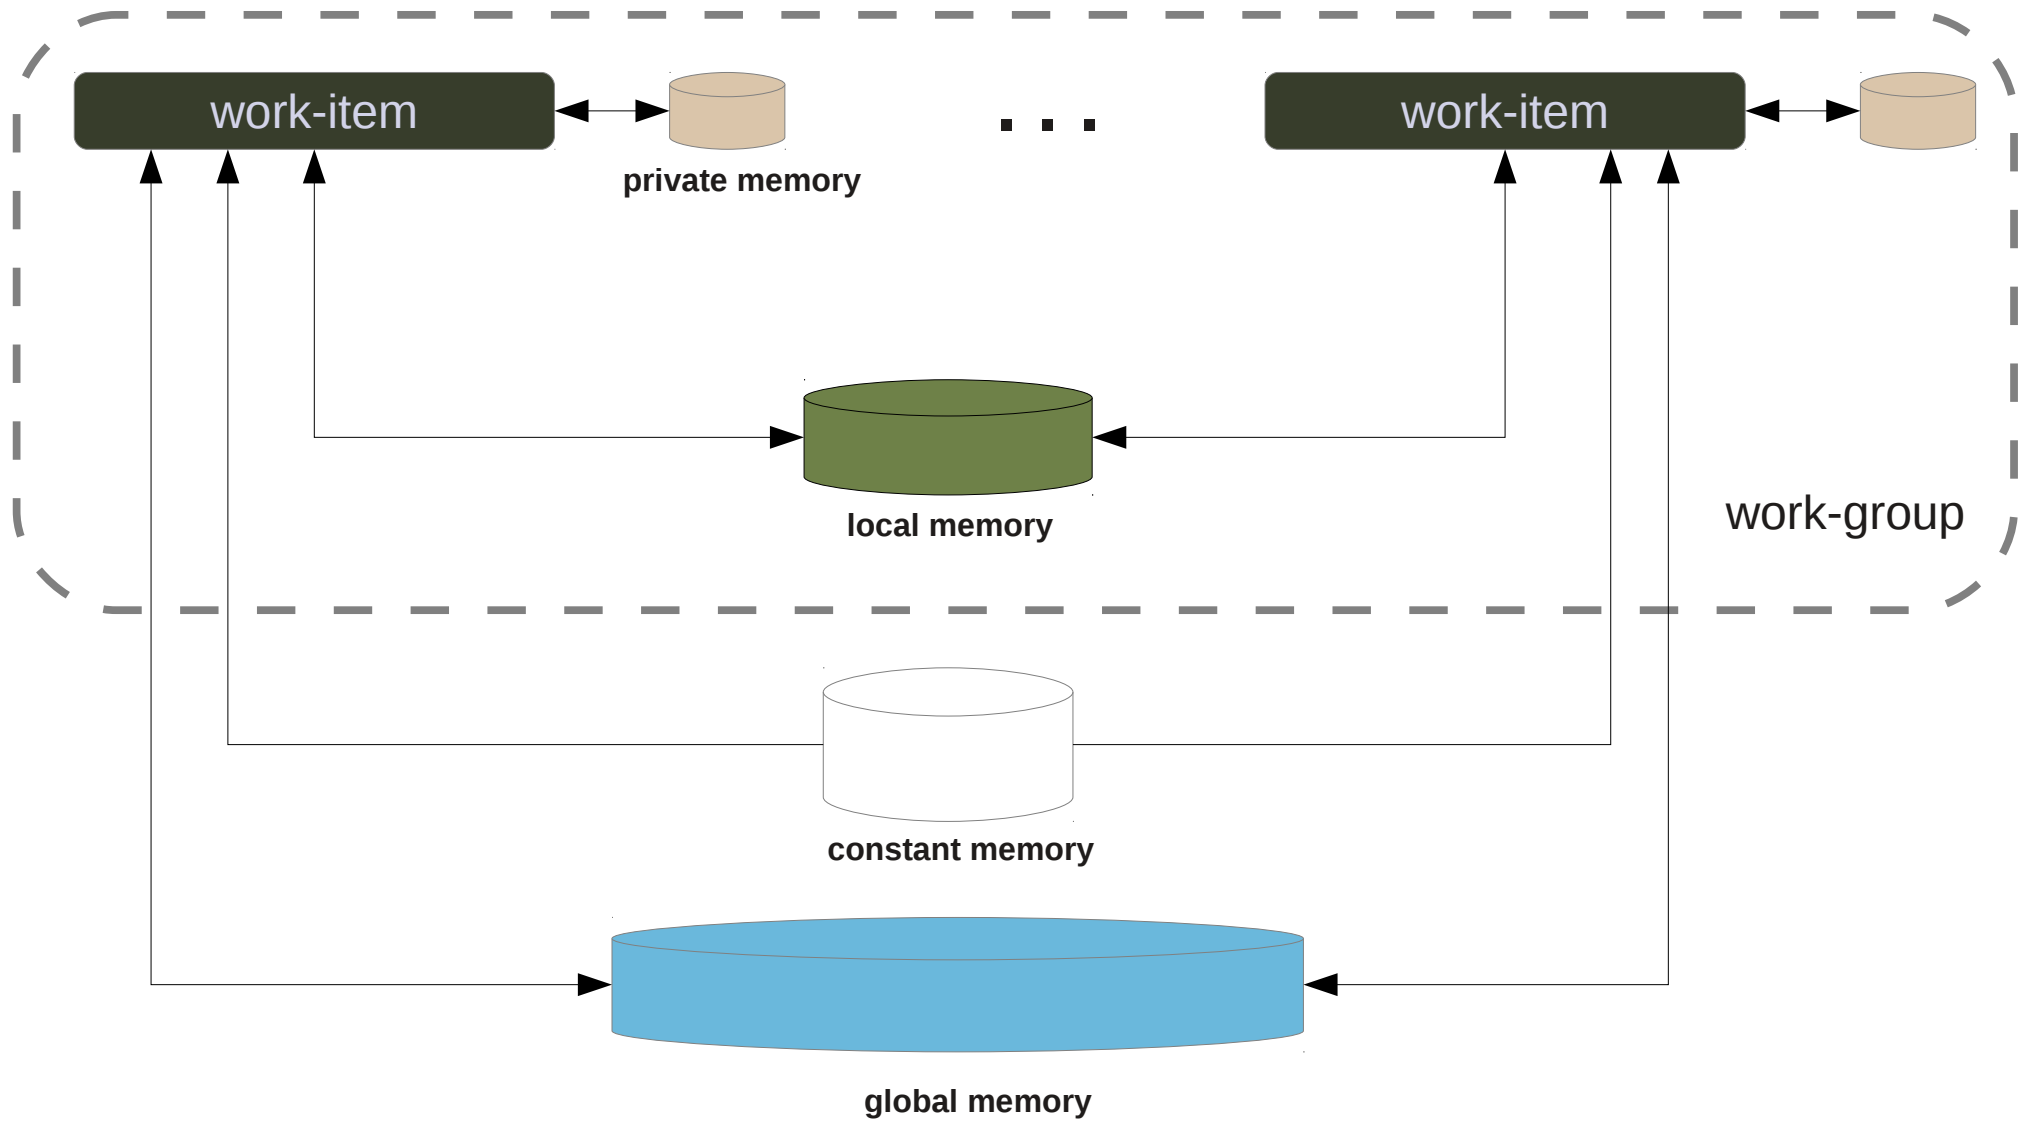 work-item
work-item
private memory
...
local memory
work-group
constant memory
global memory